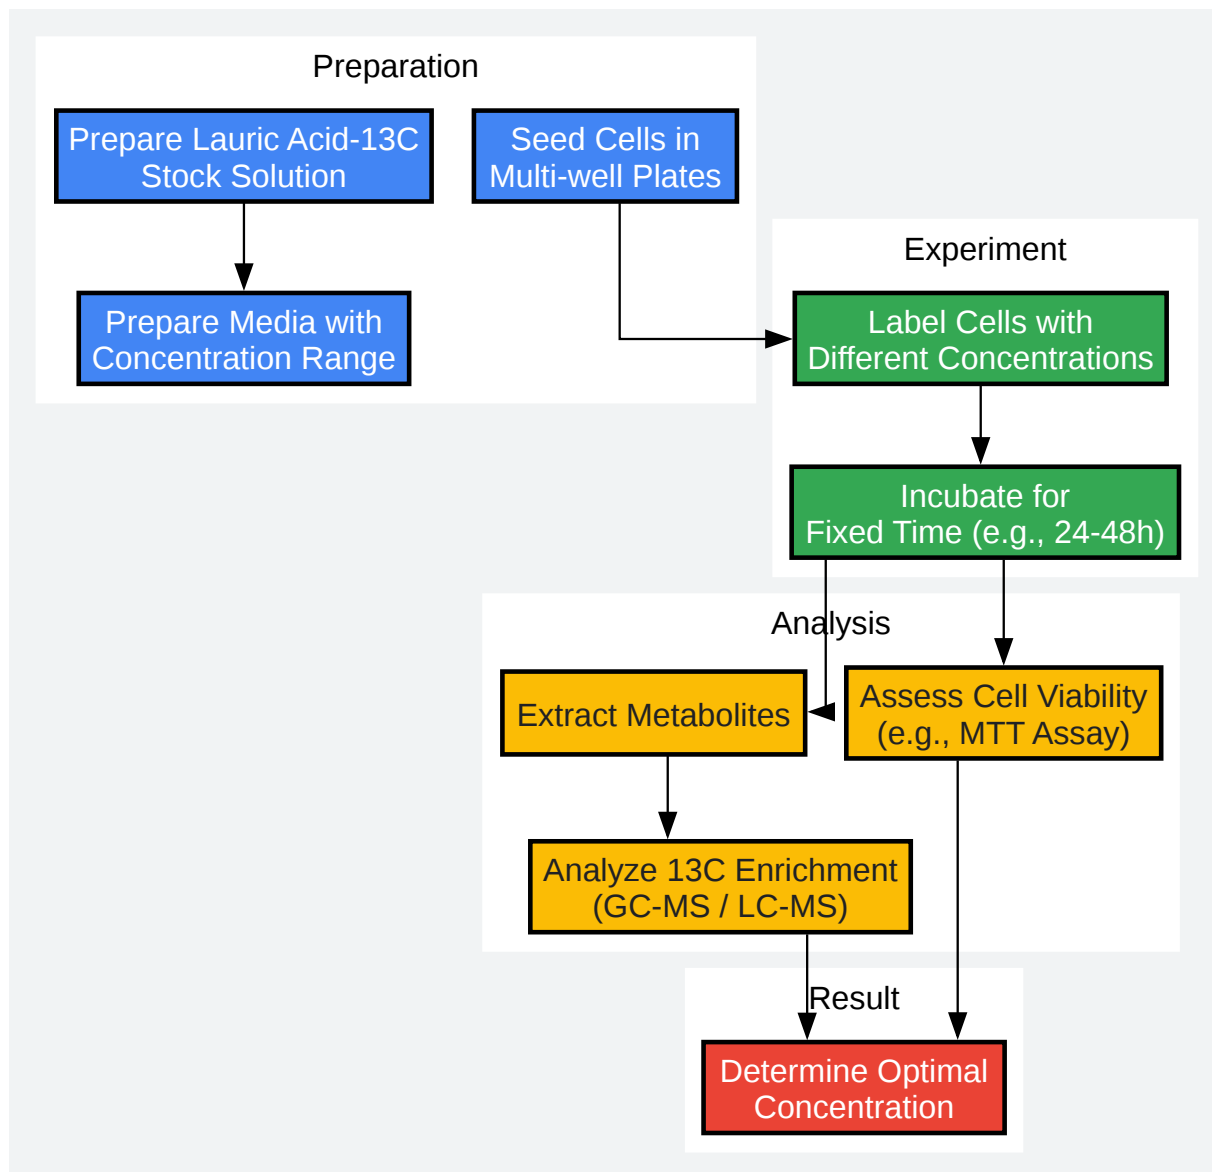 Preparation
Prepare Lauric Acid-13C
Stock Solution
Seed Cells in
Multi-well Plates
Prepare Media with
Concentration Range
Experiment
Label Cells with
Different Concentrations
Incubate for
Fixed Time (e.g., 24-48h)
Analysis
Extract Metabolites
Assess Cell Viability
(e.g., MTT Assay)
Analyze 13C Enrichment
(GC-MS / LC-MS)
Result
Determine Optimal
Concentration